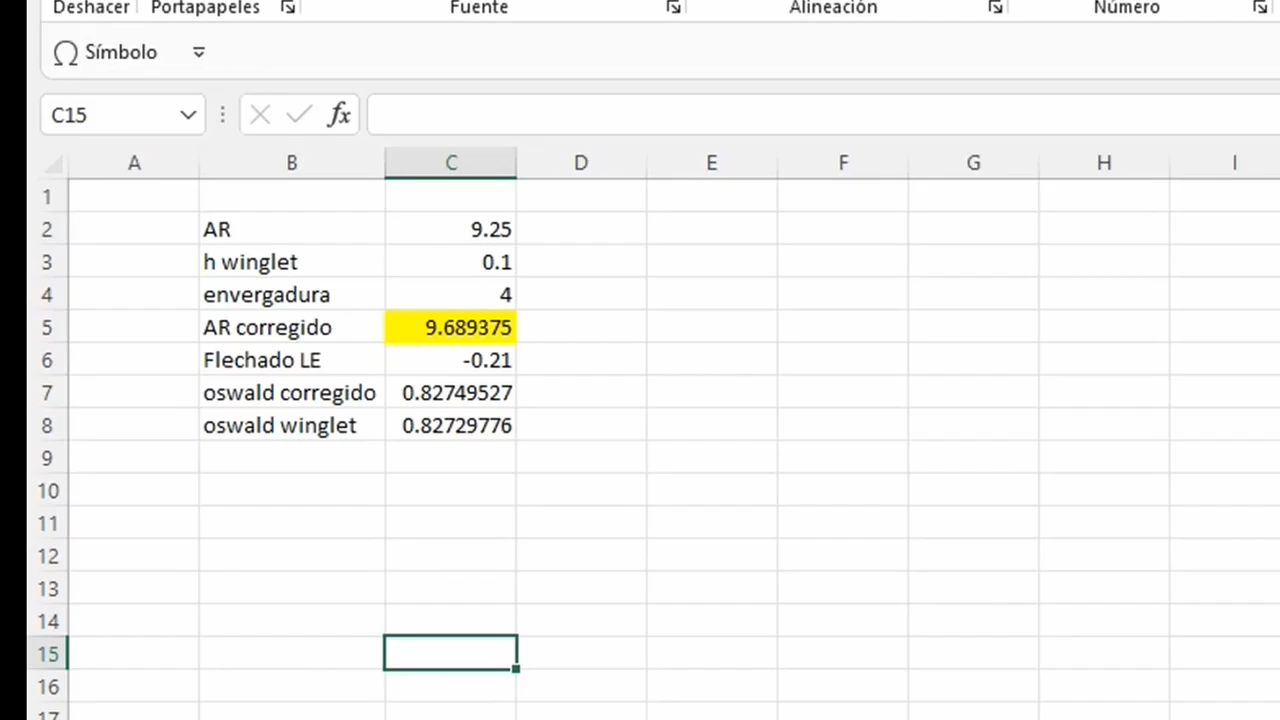 Deshacer Portapapeles Fuente Alineación Número
Símbolo
C15 fx
A B C D E F G H I
1
2 AR 9.25
3 h winglet 0.1
4 envergadura 4
5 AR corregido 9.689375
6 Flechado LE -0.21
7 oswald corregido 0.82749527
8 oswald winglet 0.82729776
9
10
11
12
13
14
15
16
17